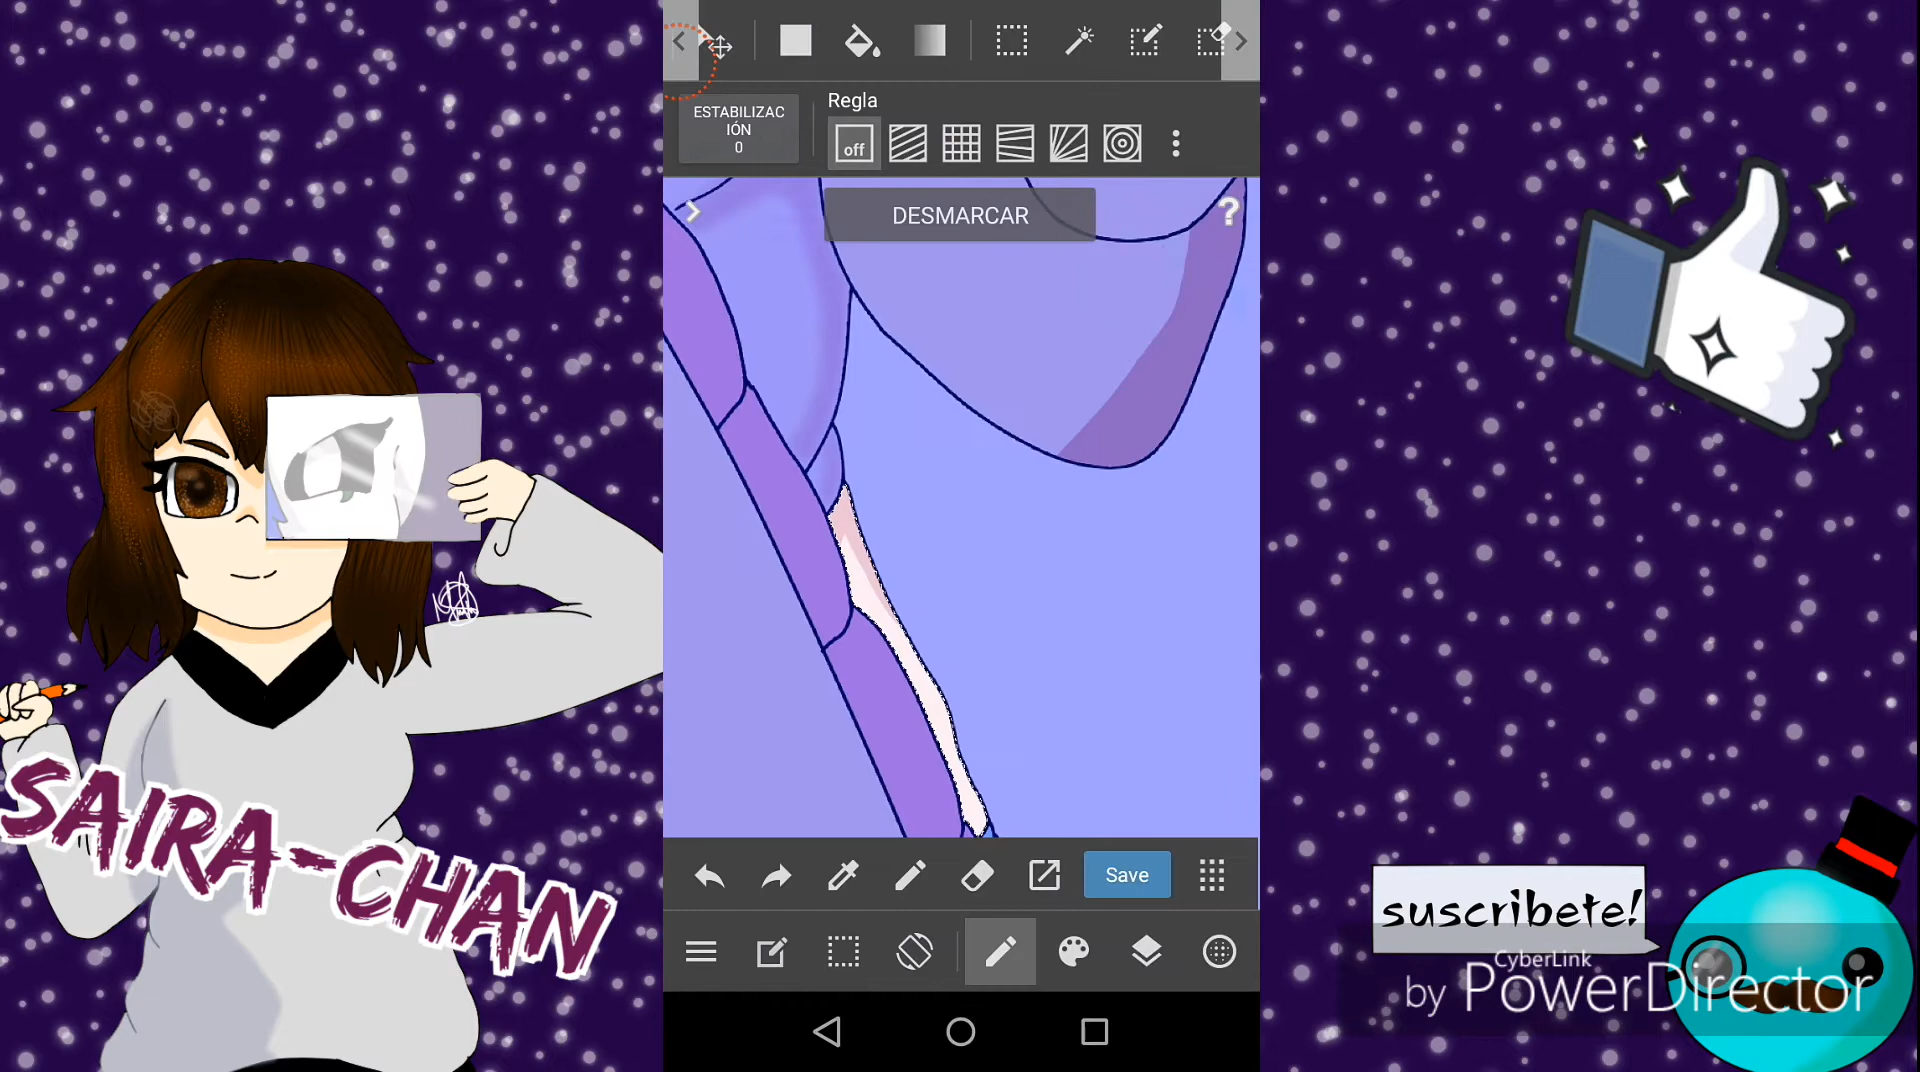 ESTABILIZAC
IÓN
0
Regla
off
DESMARCAR
?
SAIRA-CHAN
Save
suscribete!
CyberLink
by PowerDirector